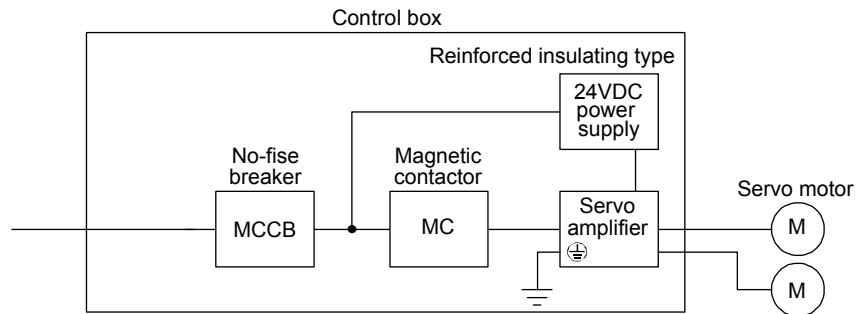 Control box
Reinforced insulating type
24VDC
power
supply
No-fise
breaker
Magnetic
contactor
Servo motor
MCCB
MC
Servo
amplifier
M
M